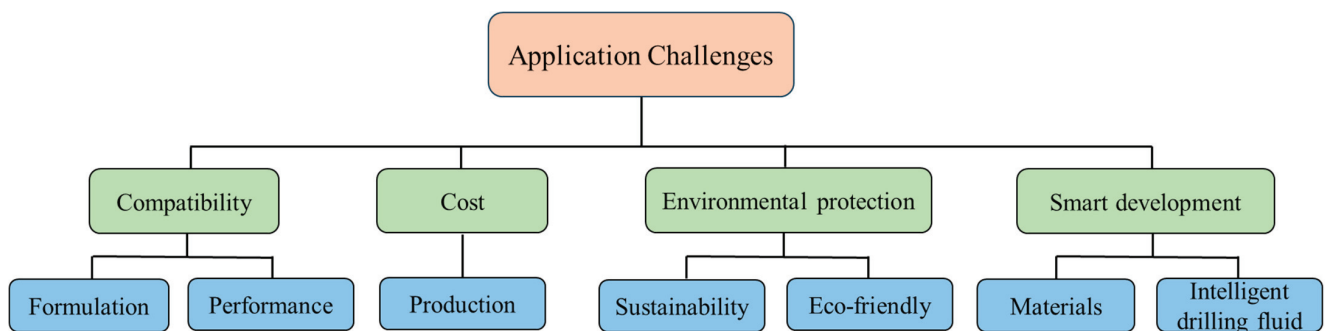 Application Challenges
Compatibility
Cost
Environmental protection
Smart development
Formulation
Performance
Production
Sustainability
Eco-friendly
Materials
Intelligent
drilling fluid